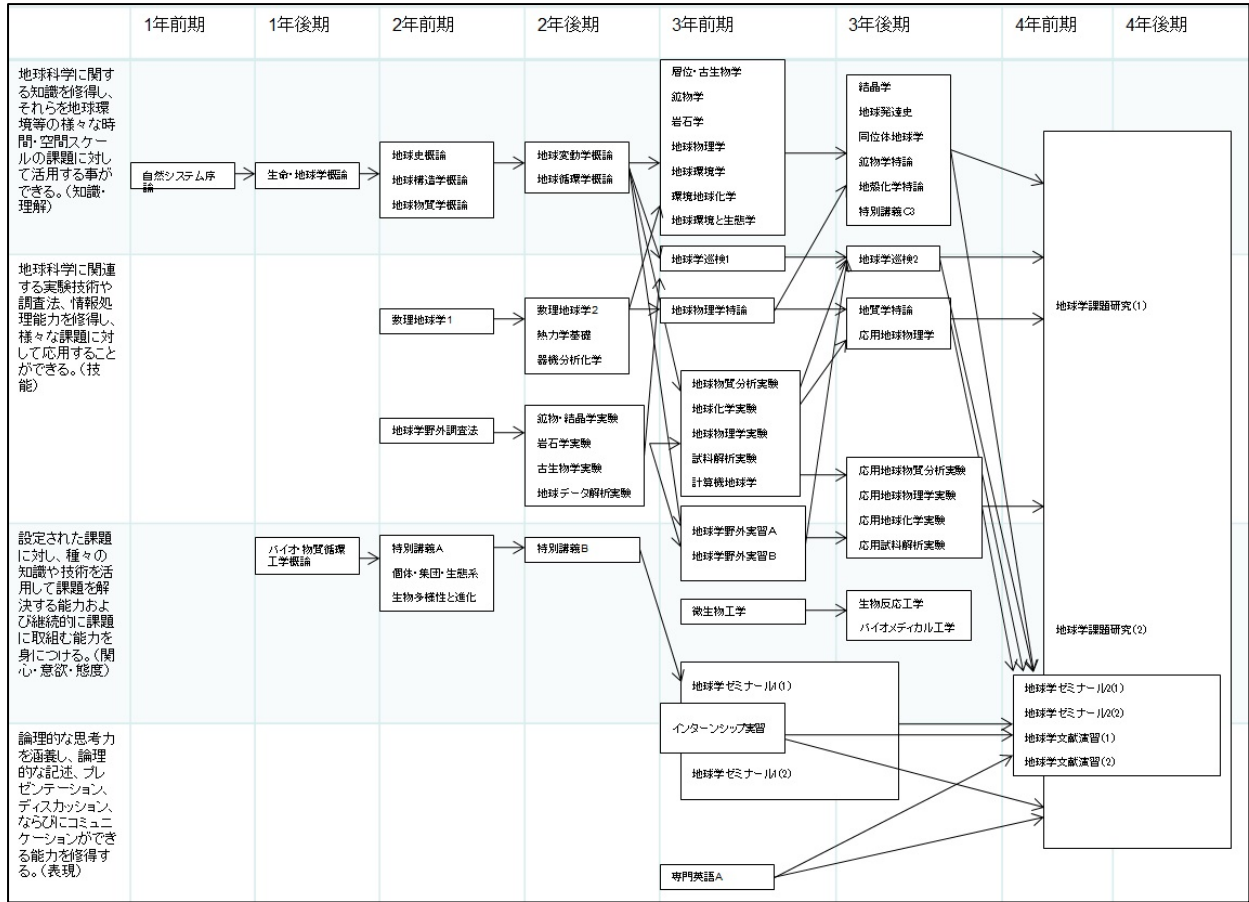 1年前期
1年後期
2年前期
2年後期
3年前期
3年後期
4年前期
4年後期
地球科学に関す
る知識を修得し、
それらを地球環
境等の様々な時
間・空間スケー
ルの課題に対し
て活用する事が
できる。(知識・
理解)
自然システム序
論
生命・地球学概論
地球史概論
地球構造学概論
地球物質学概論
地球変動学概論
地球循環学概論
層位・古生物学
鉱物学
岩石学
地球物理学
地球環境学
環境地球化学
地球環境と生態学
結晶学
地球発達史
同位体地球学
鉱物学特論
地殻化学特論
特別講義C3
地球学巡検1
地球学巡検2
地球科学に関連
する実験技術や
調査法、情報処
理能力を修得し、
様々な課題に対
して応用すること
ができる。(技
能)
数理地球学1
数理地球学2
熱力学基礎
器機分析化学
地球物理学特論
地質学特論
応用地球物理学
地球学課題研究(1)
地球学野外調査法
鉱物・結晶学実験
岩石学実験
古生物学実験
地球データ解析実験
地球物質分析実験
地球化学実験
地球物理学実験
試料解析実験
計算機地球学
応用地球物質分析実験
応用地球物理学実験
応用地球化学実験
応用試料解析実験
地球学野外実習A
地球学野外実習B
設定された課題
に対し、種々の
知識や技術を活
用して課題を解
決する能力およ
び継続的に課題
に取組む能力を
身につける。(関
心・意欲・態度)
バイオ・物質循環
工学概論
特別講義A
個体・集団・生態系
生物多様性と進化
特別講義B
微生物工学
生物反応工学
バイオメディカル工学
地球学課題研究(2)
地球学ゼミナール1(1)
インターンシップ実習
地球学ゼミナール1(2)
地球学ゼミナール2(1)
地球学ゼミナール2(2)
地球学文献演習(1)
地球学文献演習(2)
論理的な思考力
を涵養し、論理
的な記述、プレ
ゼンテーション、
ディスカッション、
ならびにコミュニ
ケーションができ
る能力を修得す
る。(表現)
専門英語A